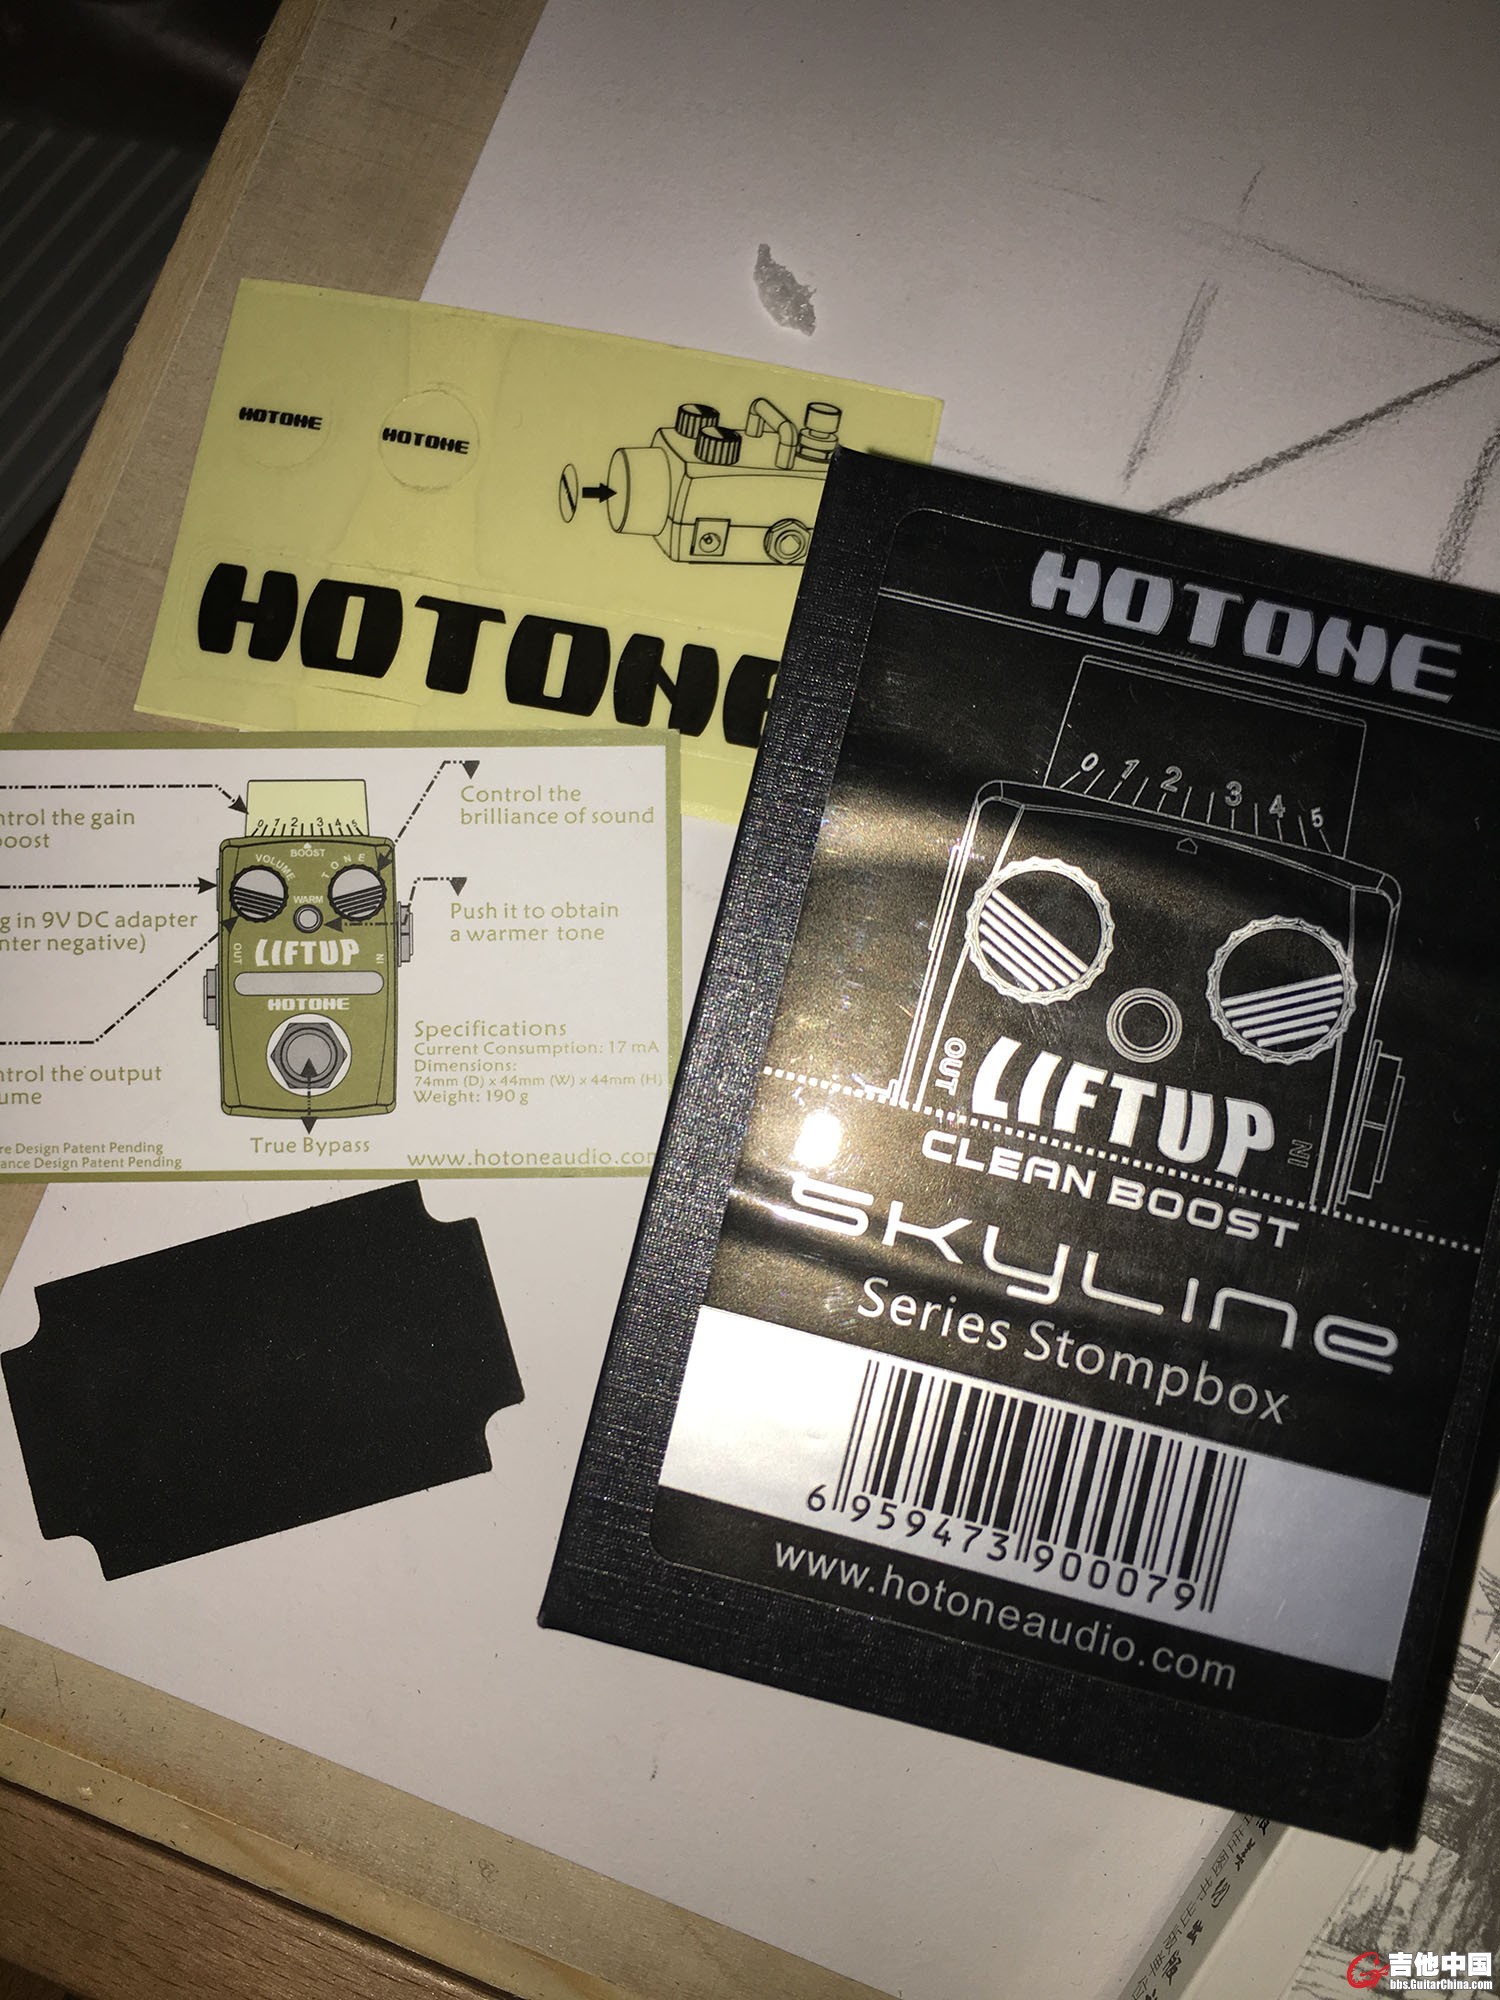 HOTONE
HOTONE
HOTONE
ntrol the gain
boost
g in 9V DC adapter
nter negative)
ntrol the output
ume
re Design Patent Pending
ance Design Patent Pending
0 1 2 3 4 5
BOOST
VOLUME
TONE
WARM
OUT
IN
LIFTUP
HOTONE
True Bypass
Control the
brilliance of sound
Push it to obtain
a warmer tone
Specifications
Current Consumption: 17 mA
Dimensions:
74mm (D) x 44mm (W) x 44mm (H)
Weight: 190 g
www.hotoneaudio.com
HOTONE
0 1 2 3 4 5
OUT
LIFTUP
IN
CLEAN BOOST
SKYLINE
Series Stompbox
6 959473 900079
www.hotoneaudio.com
吉他中国
bbs.GuitarChina.com